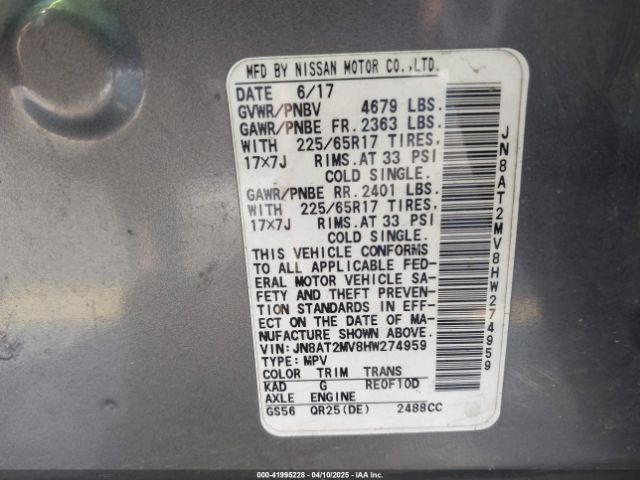 MFD BY NISSAN MOTOR CO.,LTD.
DATE 6/17
GVWR/PNBV 4679 LBS.
GAWR/PNBE FR. 2363 LBS.
WITH 225/65R17 TIRES,
17×7J RIMS.AT 33 PSI
COLD SINGLE.
GAWR/PNBE RR. 2401 LBS.
WITH 225/65R17 TIRES,
17×7J RIMS.AT 33 PSI
COLD SINGLE.
THIS VEHICLE CONFORMS
TO ALL APPLICABLE FED-
ERAL MOTOR VEHICLE SA-
FETY AND THEFT PREVEN-
TION STANDARDS IN EFF-
ECT ON THE DATE OF MA-
NUFACTURE SHOWN ABOVE.
VIN:JN8AT2MV8HW274959
TYPE: MPV
COLOR TRIM TRANS
KAD G RE0F10D
AXLE ENGINE
GS56 QR25(DE) 2488CC
JN8AT2MV8HW274959
000-41995228 - 04/10/2025 - IAA Inc.